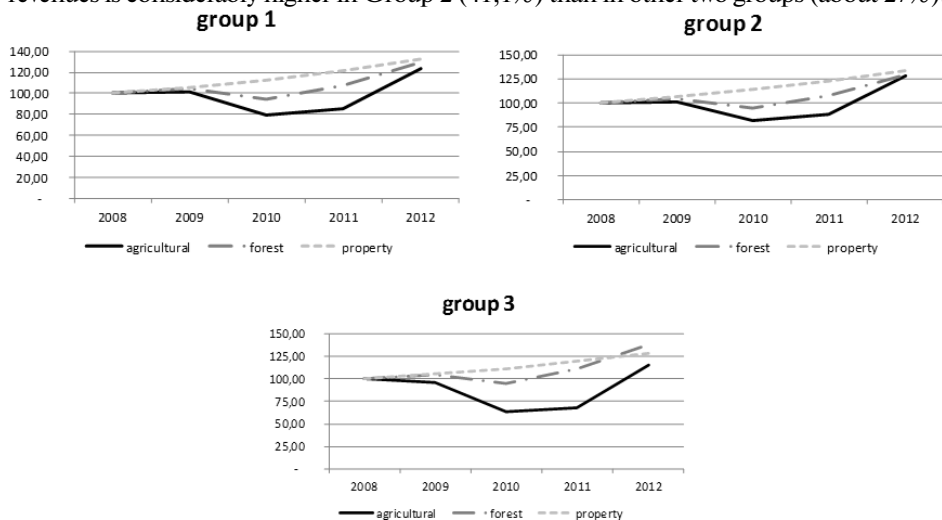 revenues is considerably higher in Group 2 (41,1%) than in other two groups (about 27%)
group 1
140,00
120,00
100,00
80,00
60,00
40,00
20,00
-
2008 2009 2010 2011 2012
agricultural forest property
group 2
150,00
125,00
100,00
75,00
50,00
25,00
-
2008 2009 2010 2011 2012
agricultural forest property
group 3
150,00
125,00
100,00
75,00
50,00
25,00
-
2008 2009 2010 2011 2012
agricultural forest property